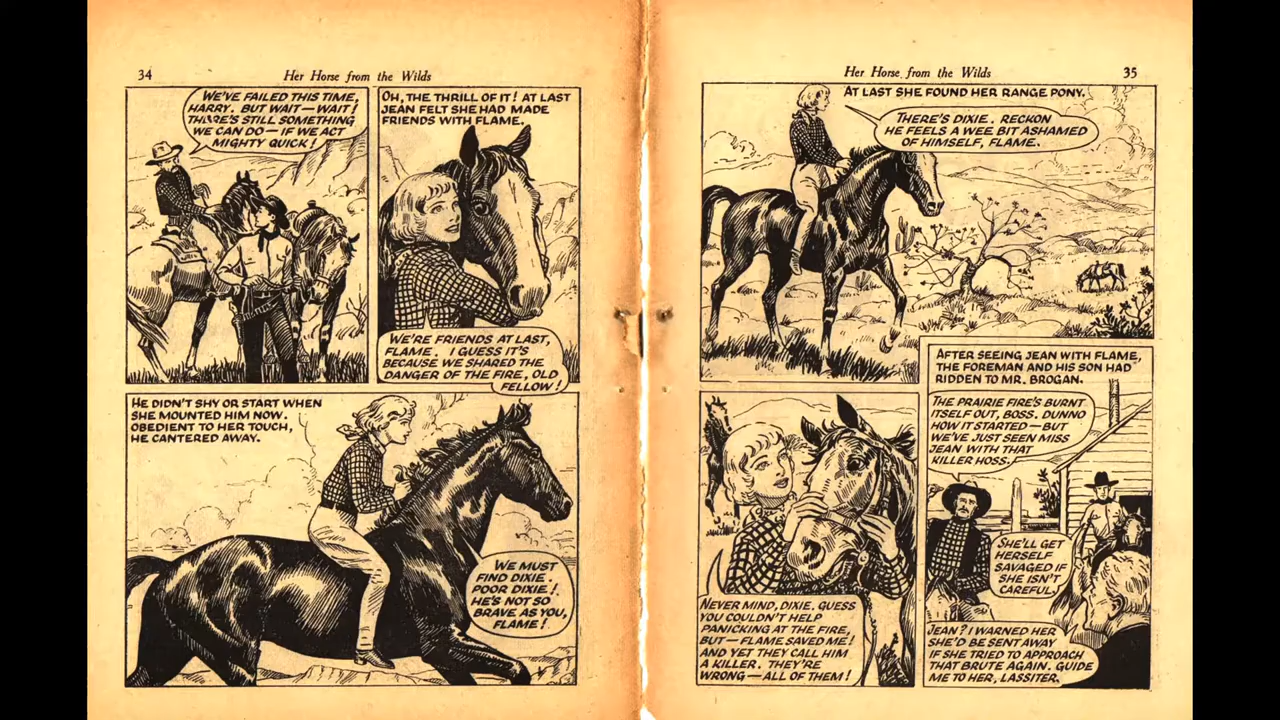 34
Her Horse from the Wilds
WE'VE FAILED THIS TIME,
HARRY. BUT WAIT — WAIT!
THERE'S STILL SOMETHING
WE CAN DO — IF WE ACT
MIGHTY QUICK!
OH, THE THRILL OF IT! AT LAST
JEAN FELT SHE HAD MADE
FRIENDS WITH FLAME.
WE'RE FRIENDS AT LAST,
FLAME. I GUESS IT'S
BECAUSE WE SHARED THE
DANGER OF THE FIRE, OLD
FELLOW!
HE DIDN'T SHY OR START WHEN
SHE MOUNTED HIM NOW.
OBEDIENT TO HER TOUCH,
HE CANTERED AWAY.
WE MUST
FIND DIXIE.
POOR DIXIE!
HE'S NOT SO
BRAVE AS YOU,
FLAME!
Her Horse from the Wilds
35
AT LAST SHE FOUND HER RANGE PONY.
THERE'S DIXIE. RECKON
HE FEELS A WEE BIT ASHAMED
OF HIMSELF, FLAME.
NEVER MIND, DIXIE. GUESS
YOU COULDN'T HELP
PANICKING AT THE FIRE,
BUT — FLAME SAVED ME!
AND YET THEY CALL HIM
A KILLER. THEY'RE
WRONG — ALL OF THEM!
AFTER SEEING JEAN WITH FLAME,
THE FOREMAN AND HIS SON HAD
RIDDEN TO MR. BROGAN.
THE PRAIRIE FIRE'S BURNT
ITSELF OUT, BOSS. DUNNO
HOW IT STARTED — BUT
WE'VE JUST SEEN MISS
JEAN WITH THAT
KILLER HOSS.
SHE'LL GET
HERSELF
SAVAGED IF
SHE ISN'T
CAREFUL.
JEAN? I WARNED HER
SHE'D BE SENT AWAY
IF SHE TRIED TO APPROACH
THAT BRUTE AGAIN. GUIDE
ME TO HER, LASSITER.